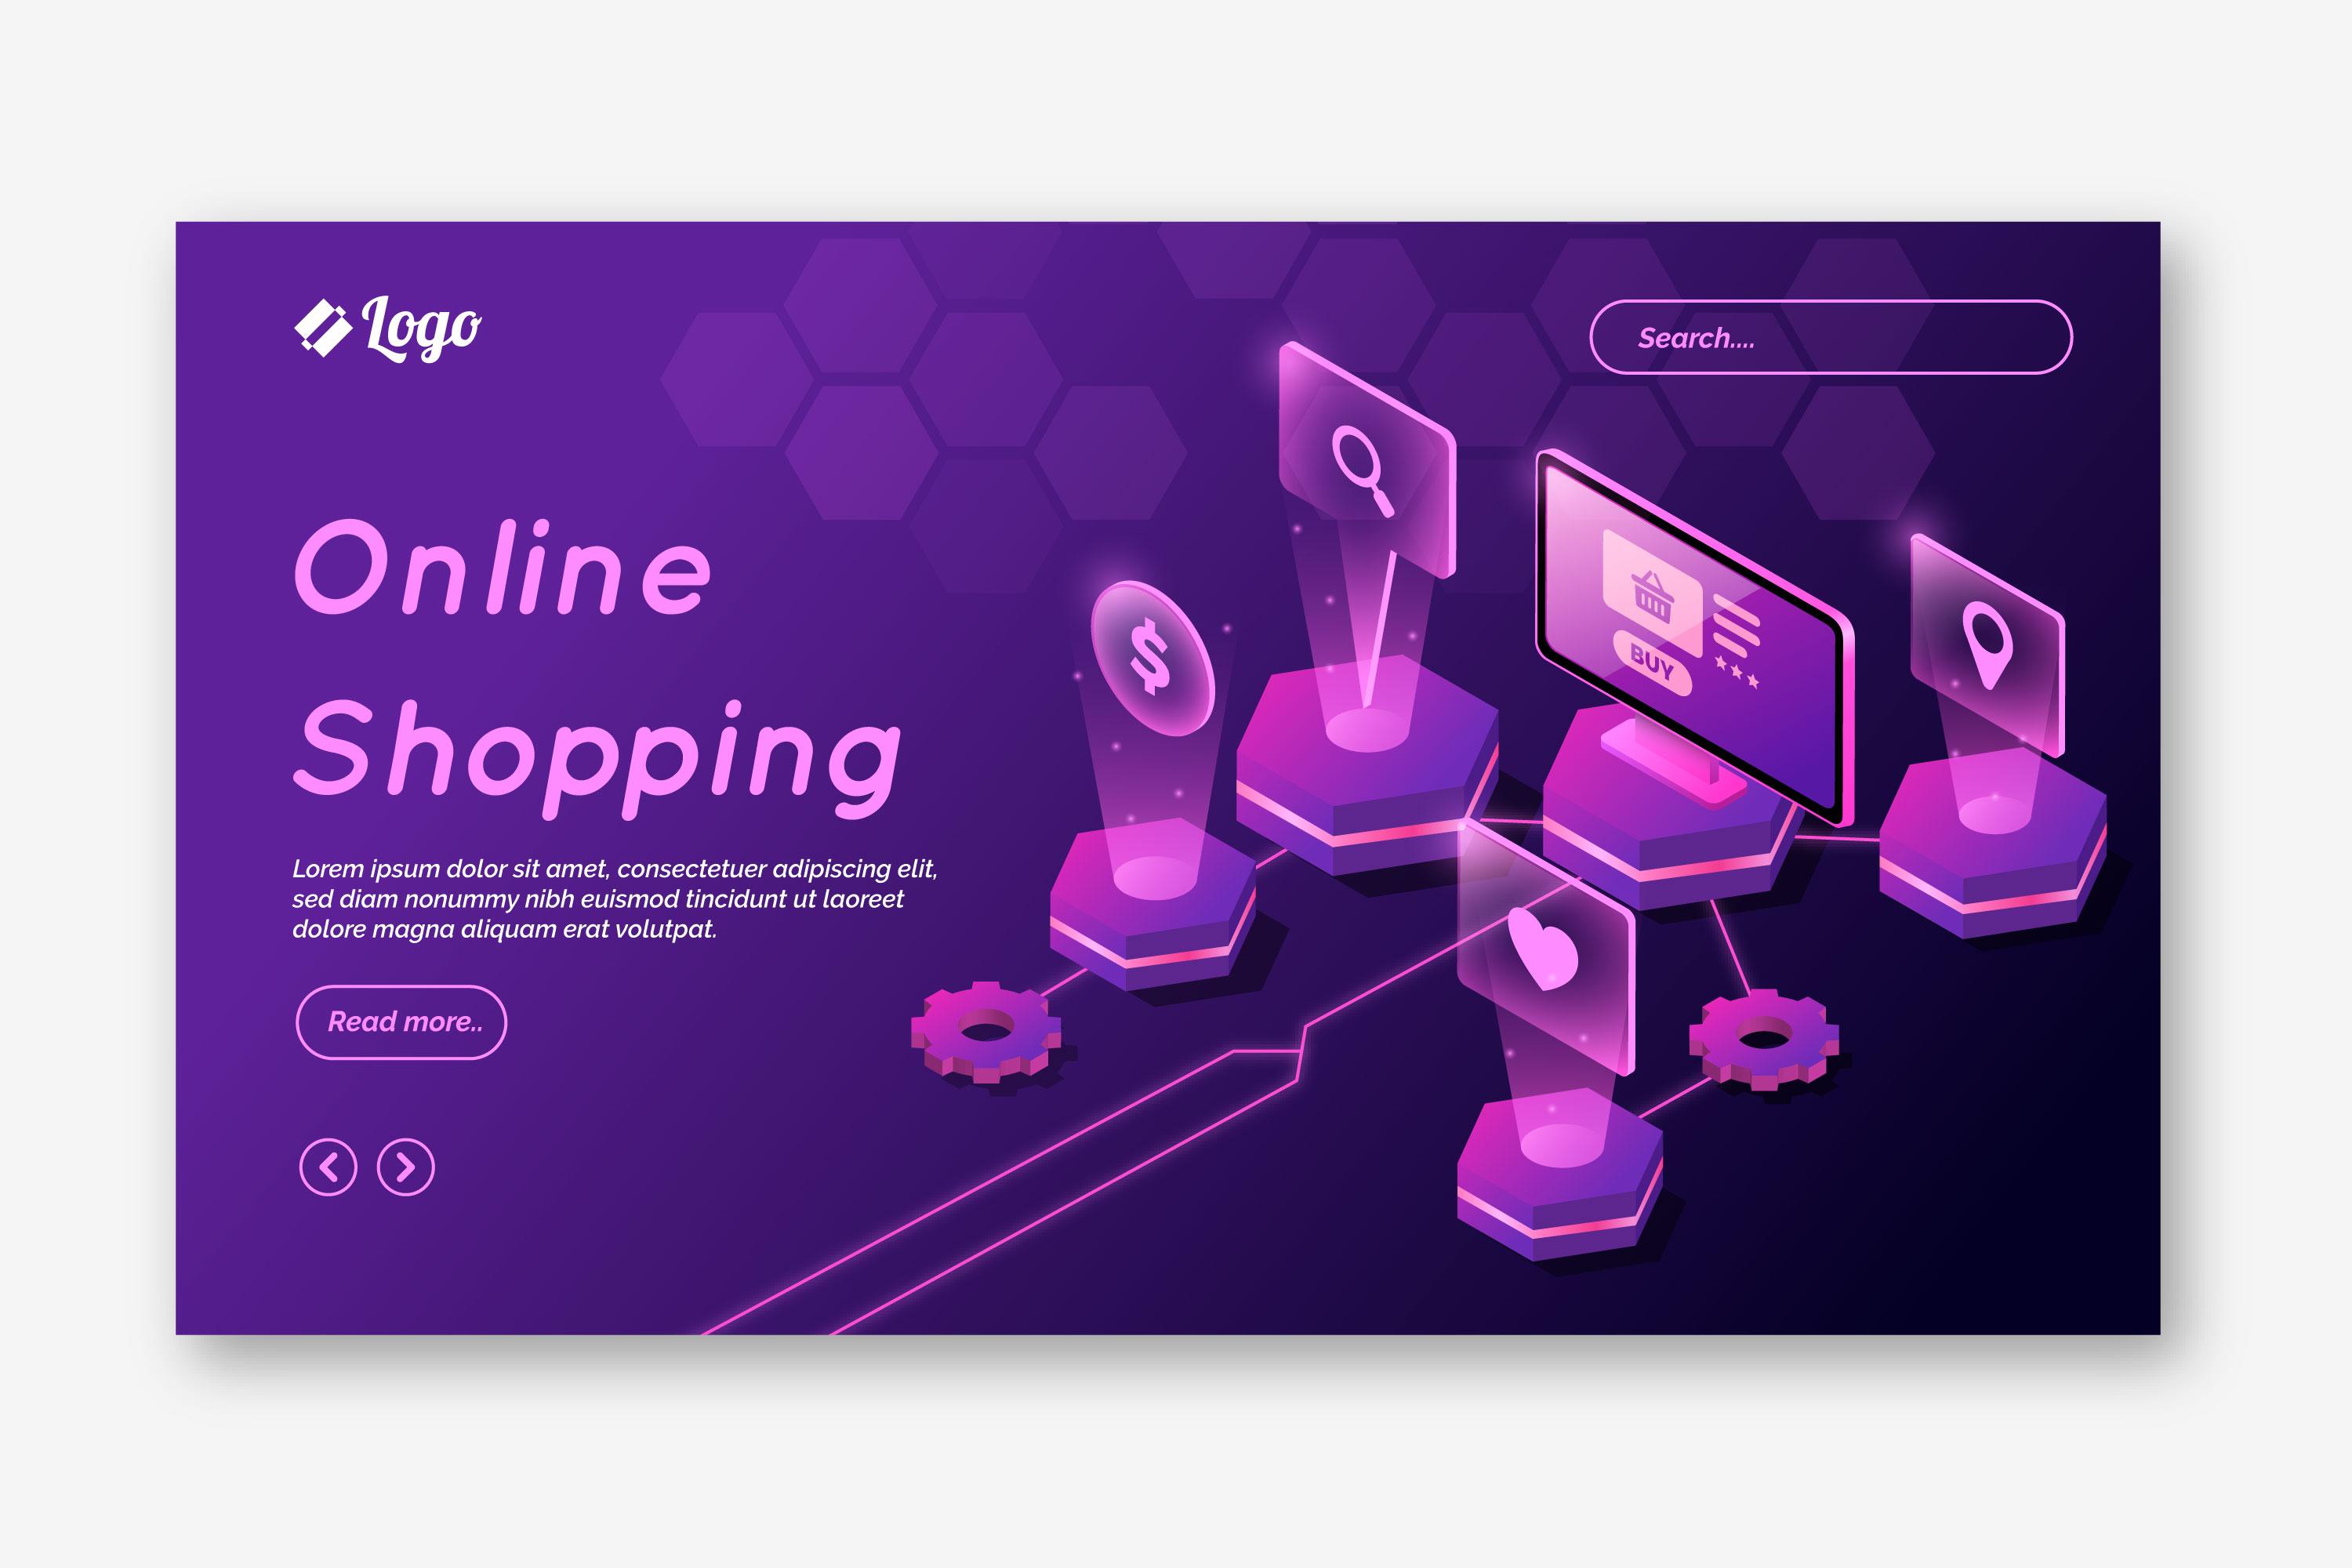 Logo
Search....
Online
Shopping
Lorem ipsum dolor sit amet, consectetuer adipiscing elit,
sed diam nonummy nibh euismod tincidunt ut laoreet
dolore magna aliquam erat volutpat.
Read more..
$
BUY